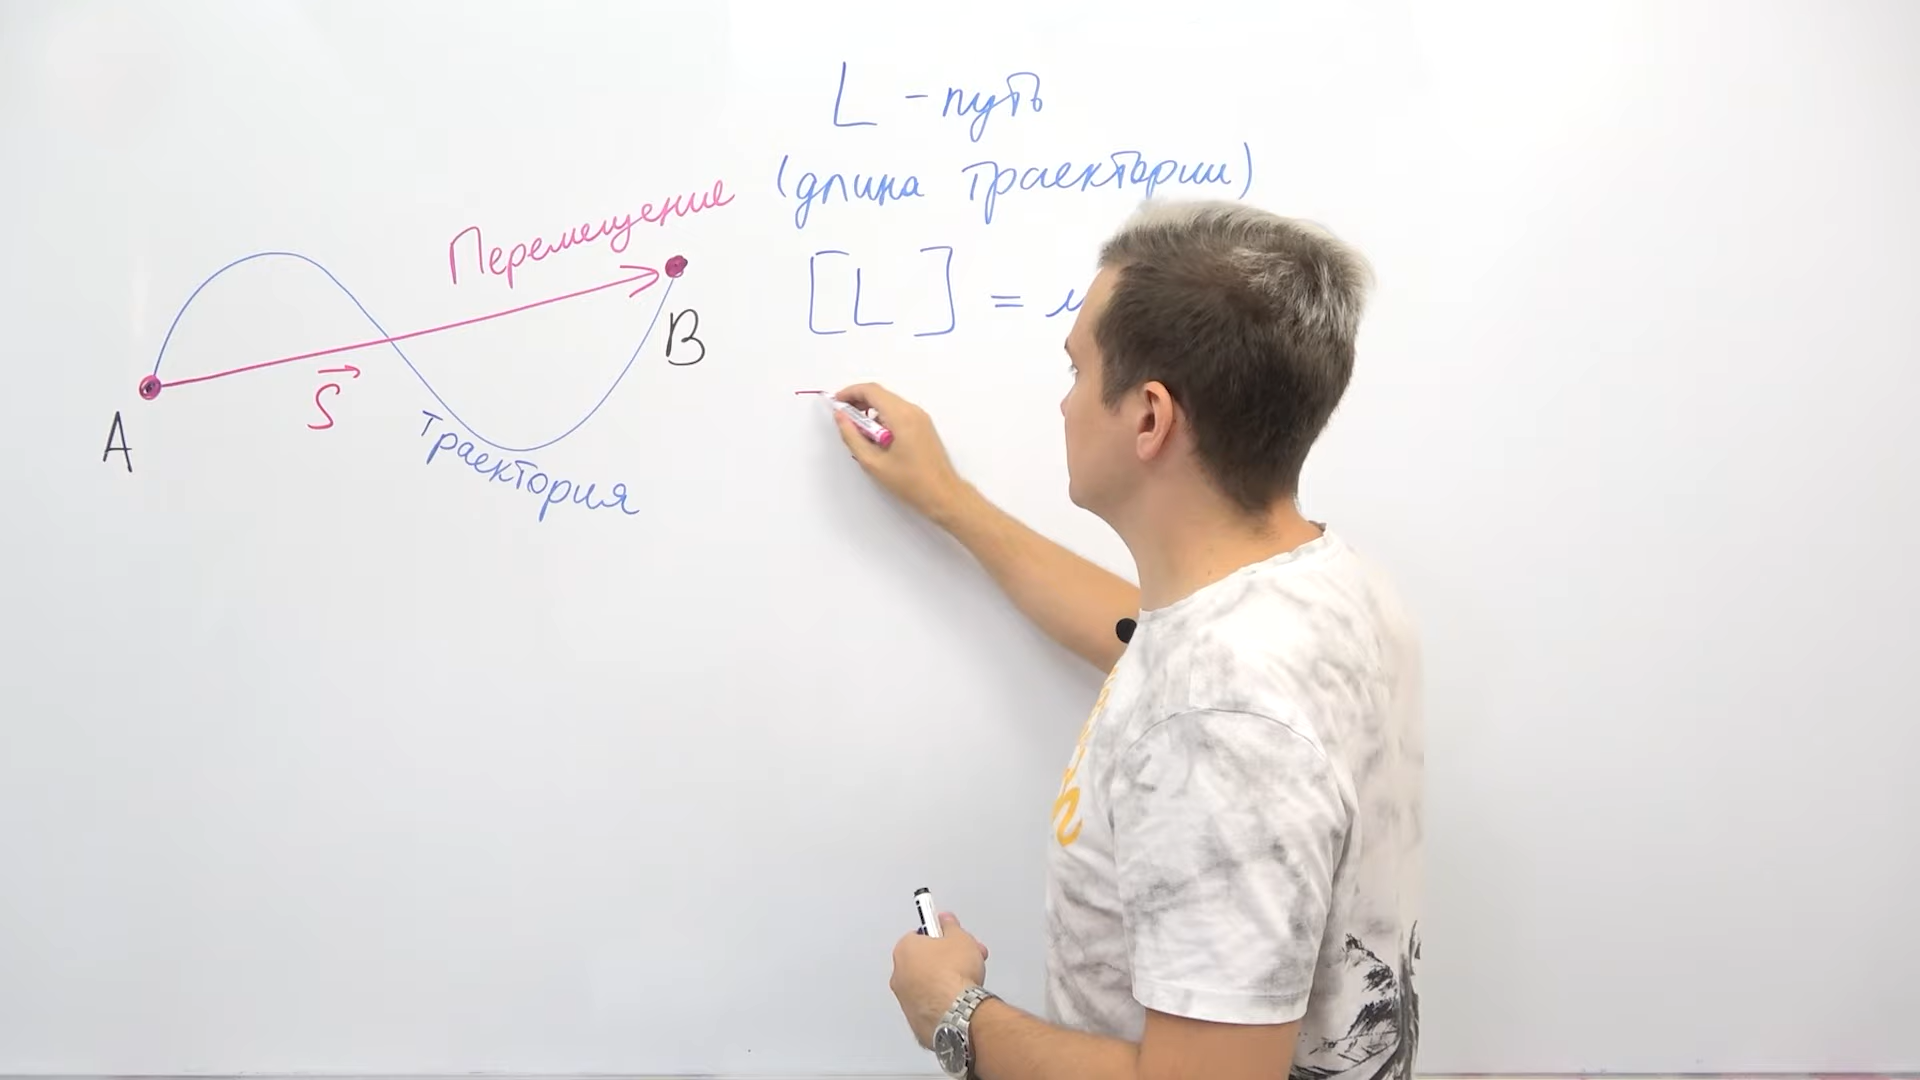 L - путь
(длина траектории)
[L] = м
Перемещение
B
S
A
Траектория